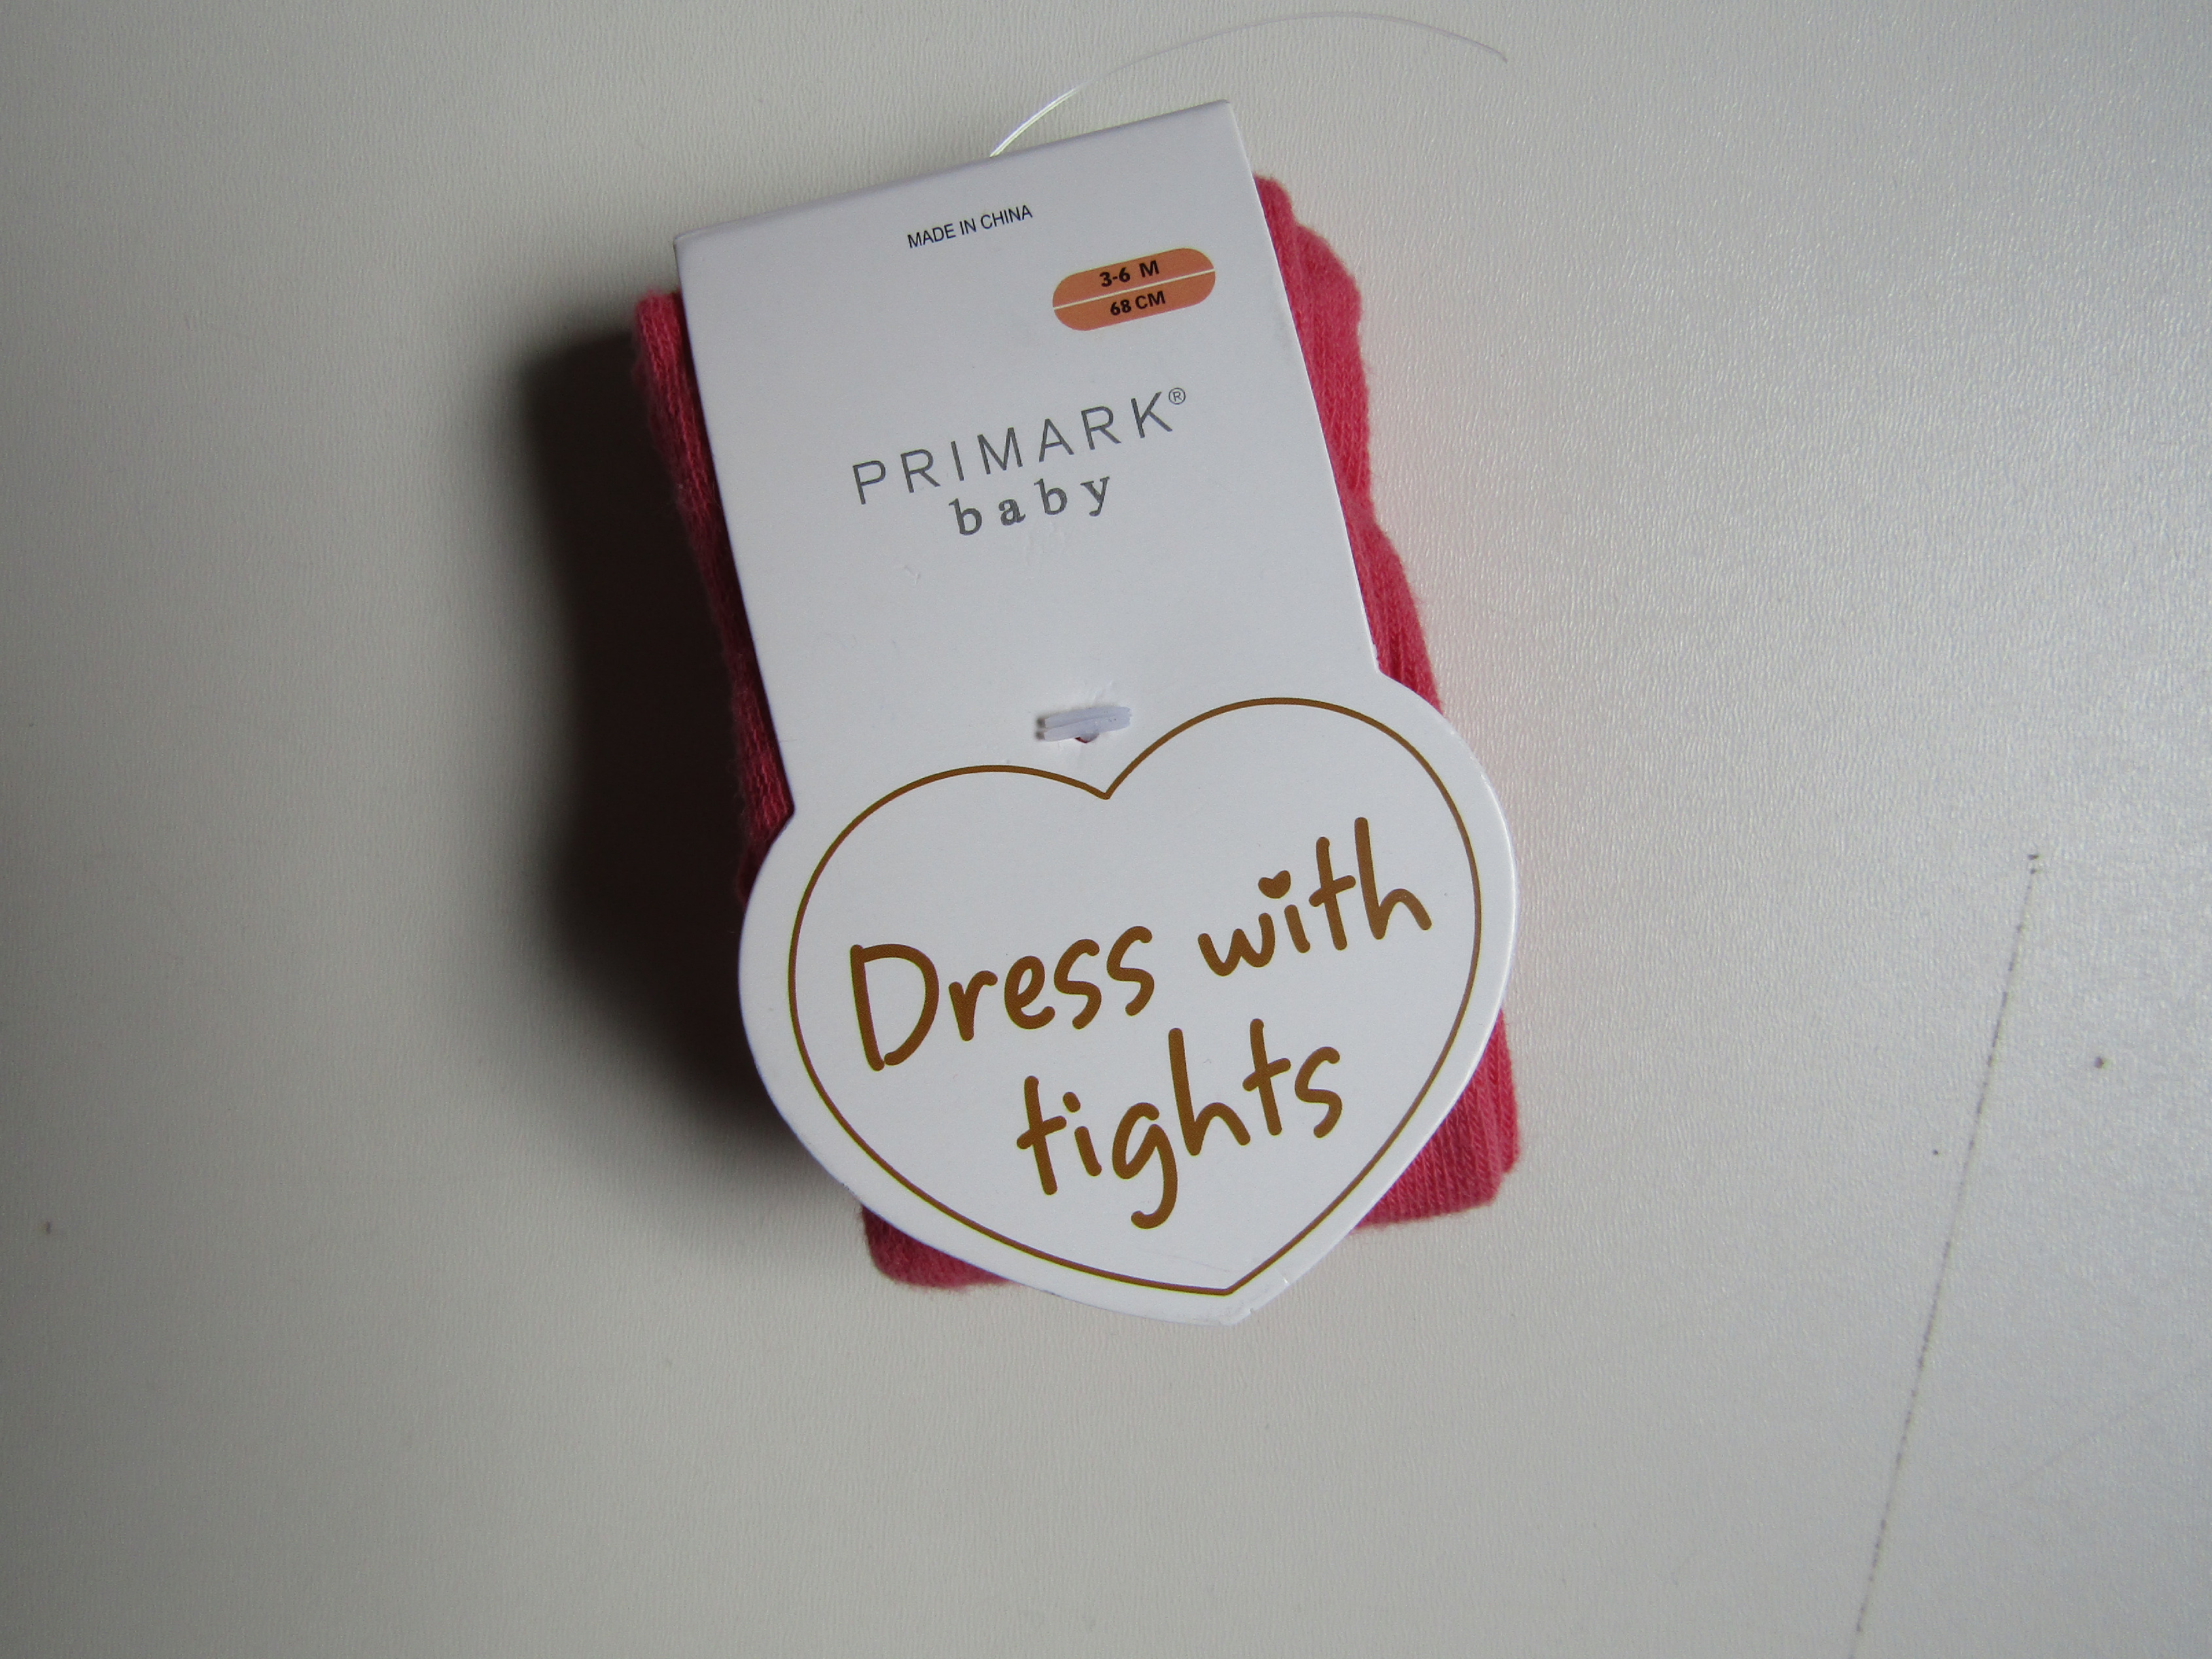 MADE IN CHINA
3-6 M
68 CM
PRIMARK®
baby
Dress with
tights